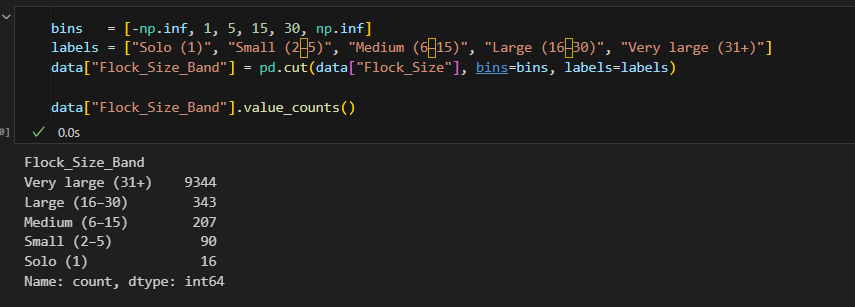 bins   = [-np.inf, 1, 5, 15, 30, np.inf]
labels = ["Solo (1)", "Small (2–5)", "Medium (6–15)", "Large (16–30)", "Very large (31+)"]
data["Flock_Size_Band"] = pd.cut(data["Flock_Size"], bins=bins, labels=labels)
data["Flock_Size_Band"].value_counts()
0.0s
Flock_Size_Band
Very large (31+)    9344
Large (16–30)        343
Medium (6–15)        207
Small (2–5)           90
Solo (1)              16
Name: count, dtype: int64